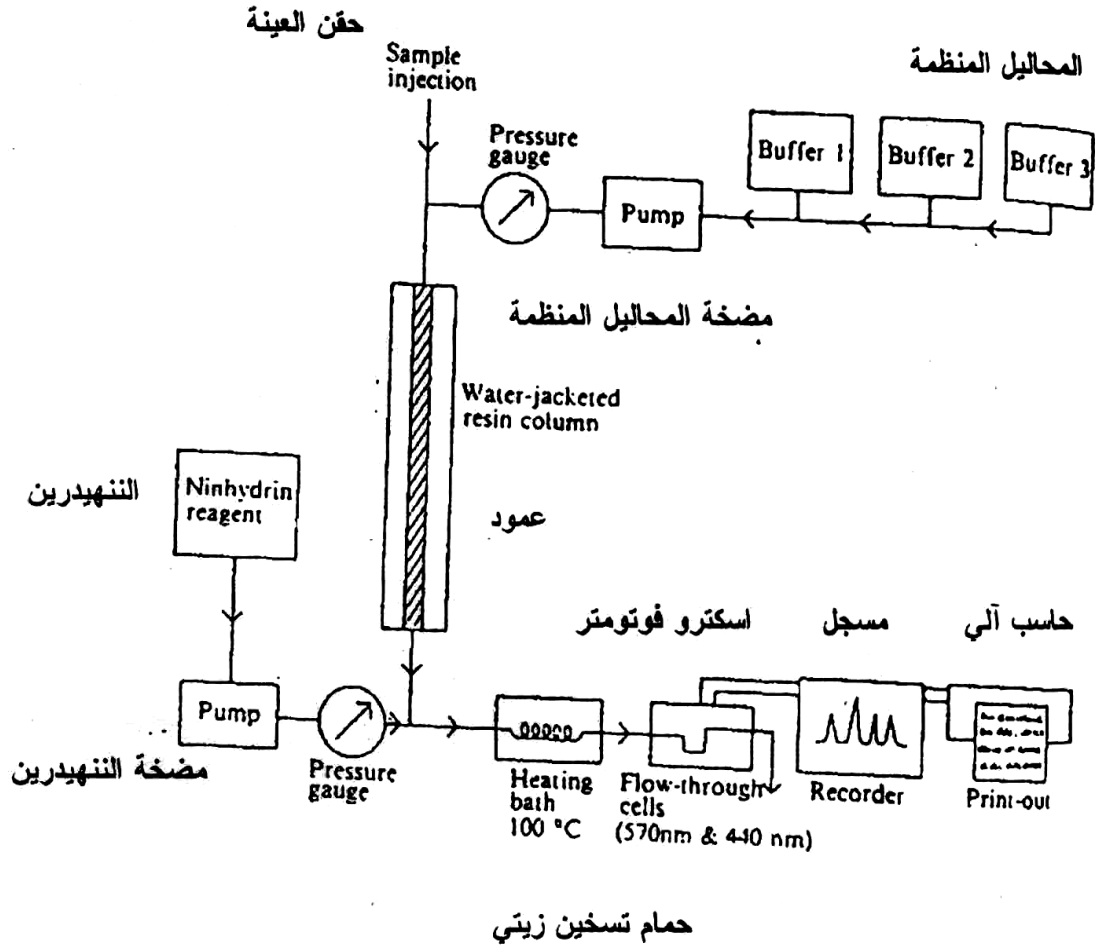 حقن العينة
Sample
injection
المحاليل المنظمة
Pressure
gauge
Buffer 1
Buffer 2
Buffer 3
Pump
مضخة المحاليل المنظمة
Water-jacketed
resin column
الننهيدرين
Ninhydrin
reagent
عمود
اسكترو فوتومتر
مسجل
حاسب آلي
Pump
مضخة الننهيدرين
Pressure
gauge
Heating
bath
100 °C
Flow-through
cells
(570nm & 440 nm)
Recorder
Print-out
حمام تسخين زيتي